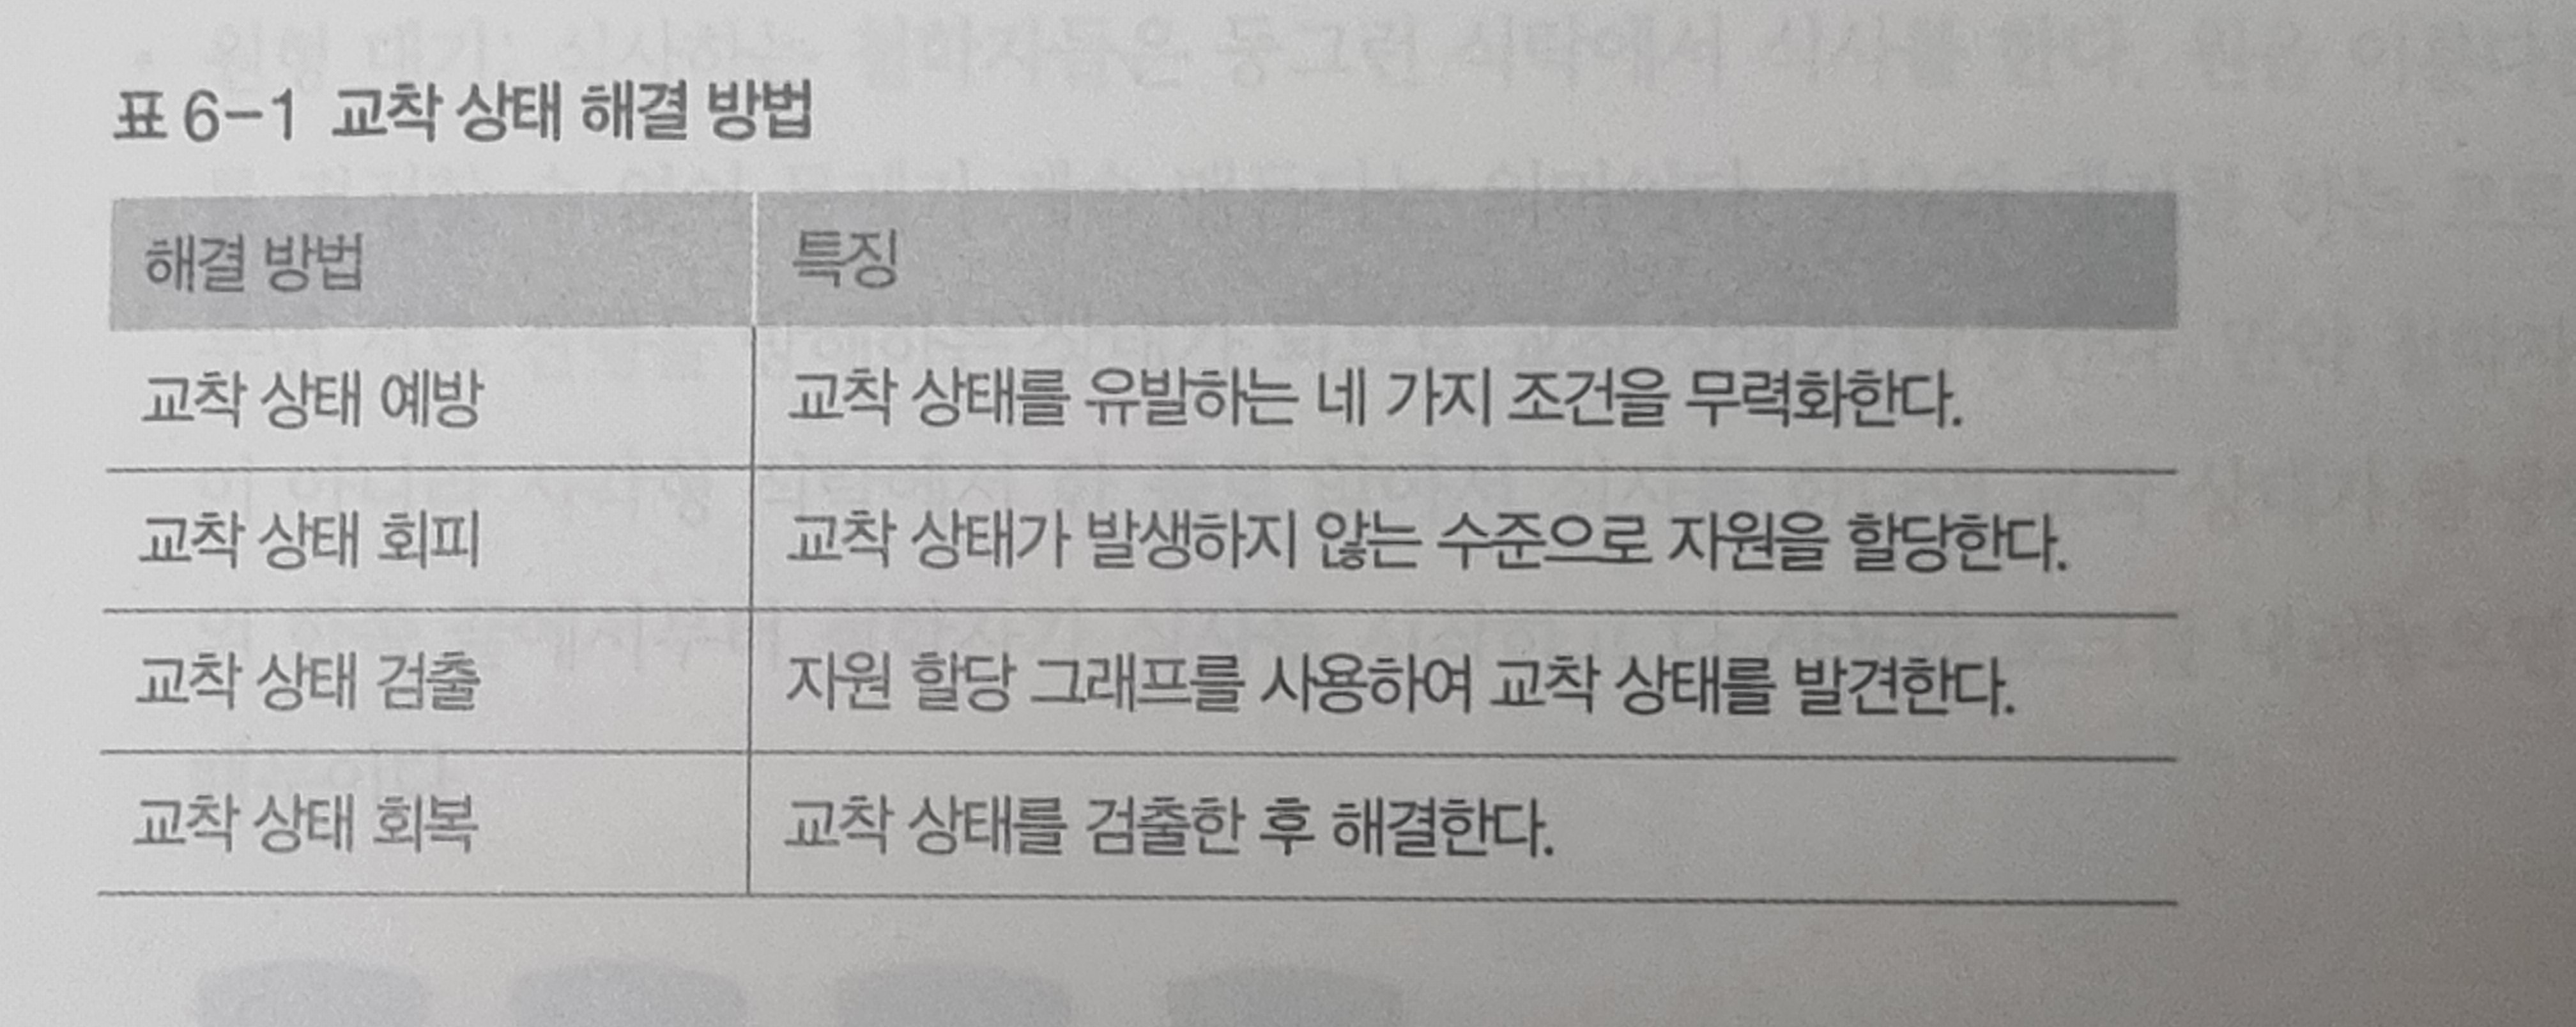 표 6-1 교착 상태 해결 방법
해결 방법 특징
교착 상태 예방 교착 상태를 유발하는 네 가지 조건을 무력화한다.
교착 상태 회피 교착 상태가 발생하지 않는 수준으로 자원을 할당한다.
교착 상태 검출 자원 할당 그래프를 사용하여 교착 상태를 발견한다.
교착 상태 회복 교착 상태를 검출한 후 해결한다.